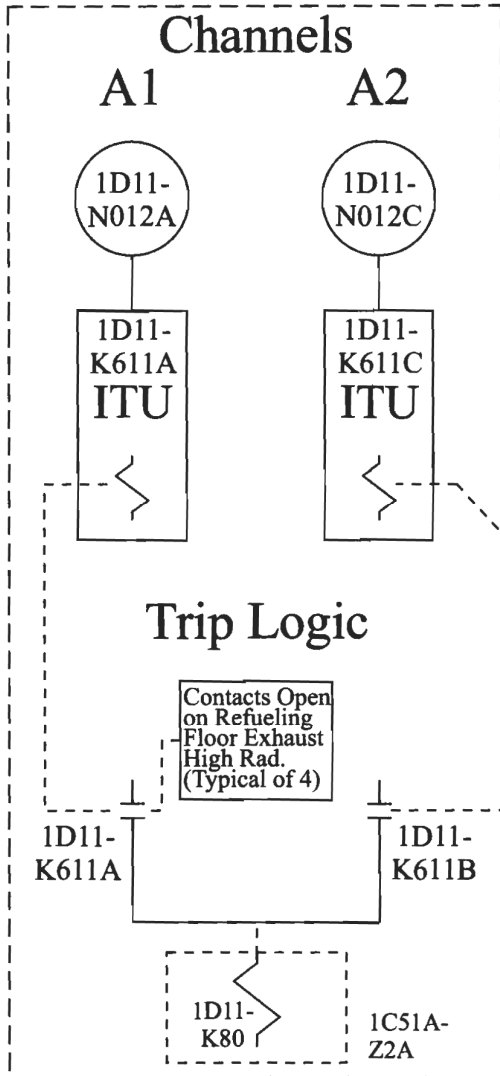 Channels
A1
A2
1D11-
N012A
1D11-
N012C
1D11-
K611A
ITU
1D11-
K611C
ITU
Trip Logic
Contacts Open
on Refueling
Floor Exhaust
High Rad.
(Typical of 4)
1D11-
K611A
1D11-
K611B
1D11-
K80
1C51A-
Z2A